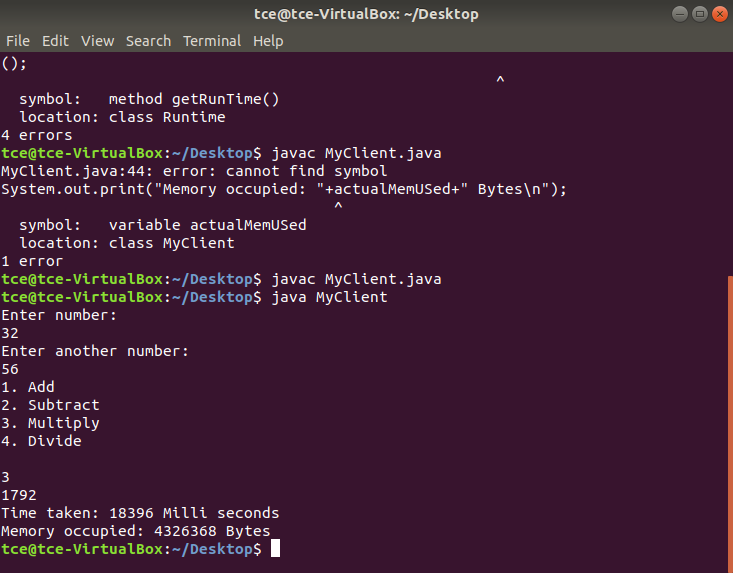 tce@tce-VirtualBox: ~/Desktop
File Edit View Search Terminal Help
();
^
symbol:   method getRunTime()
location: class Runtime
4 errors
tce@tce-VirtualBox:~/Desktop$ javac MyClient.java
MyClient.java:44: error: cannot find symbol
System.out.print("Memory occupied: "+actualMemUSed+" Bytes\n");
^
symbol:   variable actualMemUSed
location: class MyClient
1 error
tce@tce-VirtualBox:~/Desktop$ javac MyClient.java
tce@tce-VirtualBox:~/Desktop$ java MyClient
Enter number:
32
Enter another number:
56
1. Add
2. Subtract
3. Multiply
4. Divide
3
1792
Time taken: 18396 Milli seconds
Memory occupied: 4326368 Bytes
tce@tce-VirtualBox:~/Desktop$